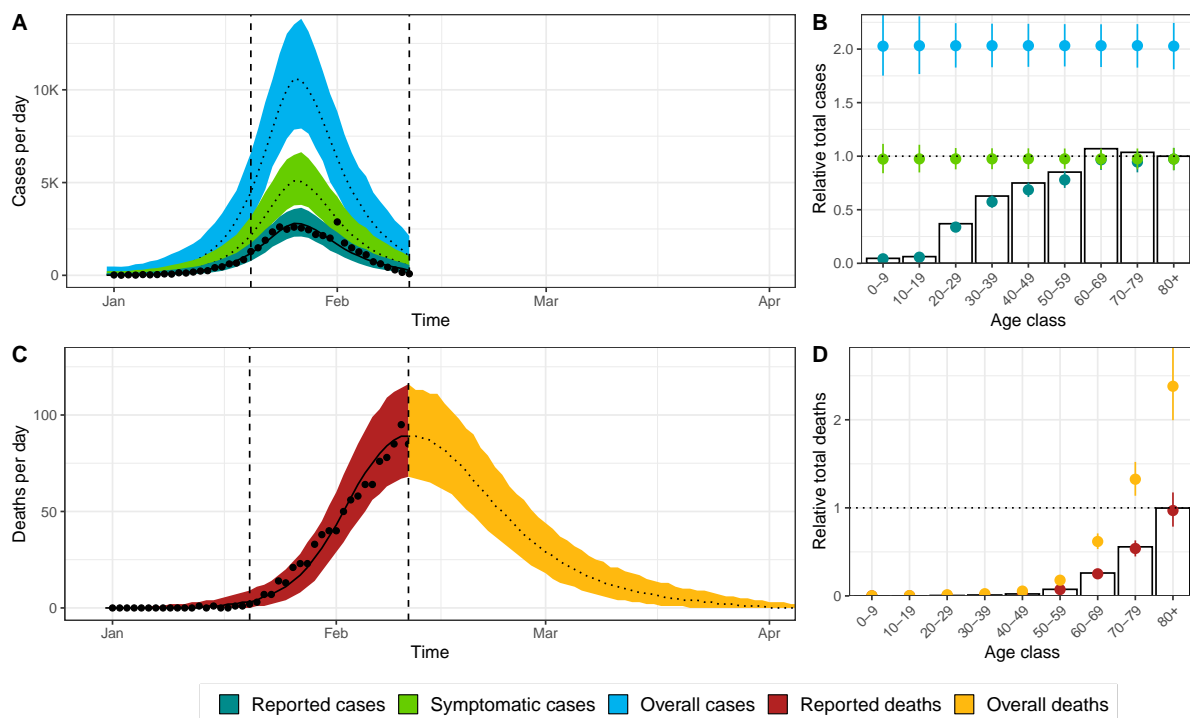 A
Cases per day
10K
5K
0
Jan
Feb
Mar
Apr
Time
B
Relative total cases
2.0
1.5
1.0
0.5
0.0
0−9
10−19
20−29
30−39
40−49
50−59
60−69
70−79
80+
Age class
C
Deaths per day
100
50
0
Jan
Feb
Mar
Apr
Time
D
Relative total deaths
2
1
0
0−9
10−19
20−29
30−39
40−49
50−59
60−69
70−79
80+
Age class
Reported cases
Symptomatic cases
Overall cases
Reported deaths
Overall deaths